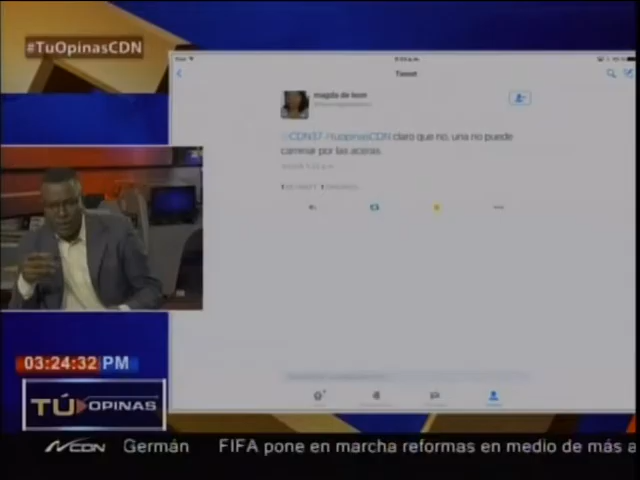 #TuOpinasCDN
Tweet
magda de leon
@CDN37 #tuopinasCDN claro que no, una no puede
caminar por las aceras.
03:24:32 PM
TÚ OPINAS
NCDN Germán FIFA pone en marcha reformas en medio de más a